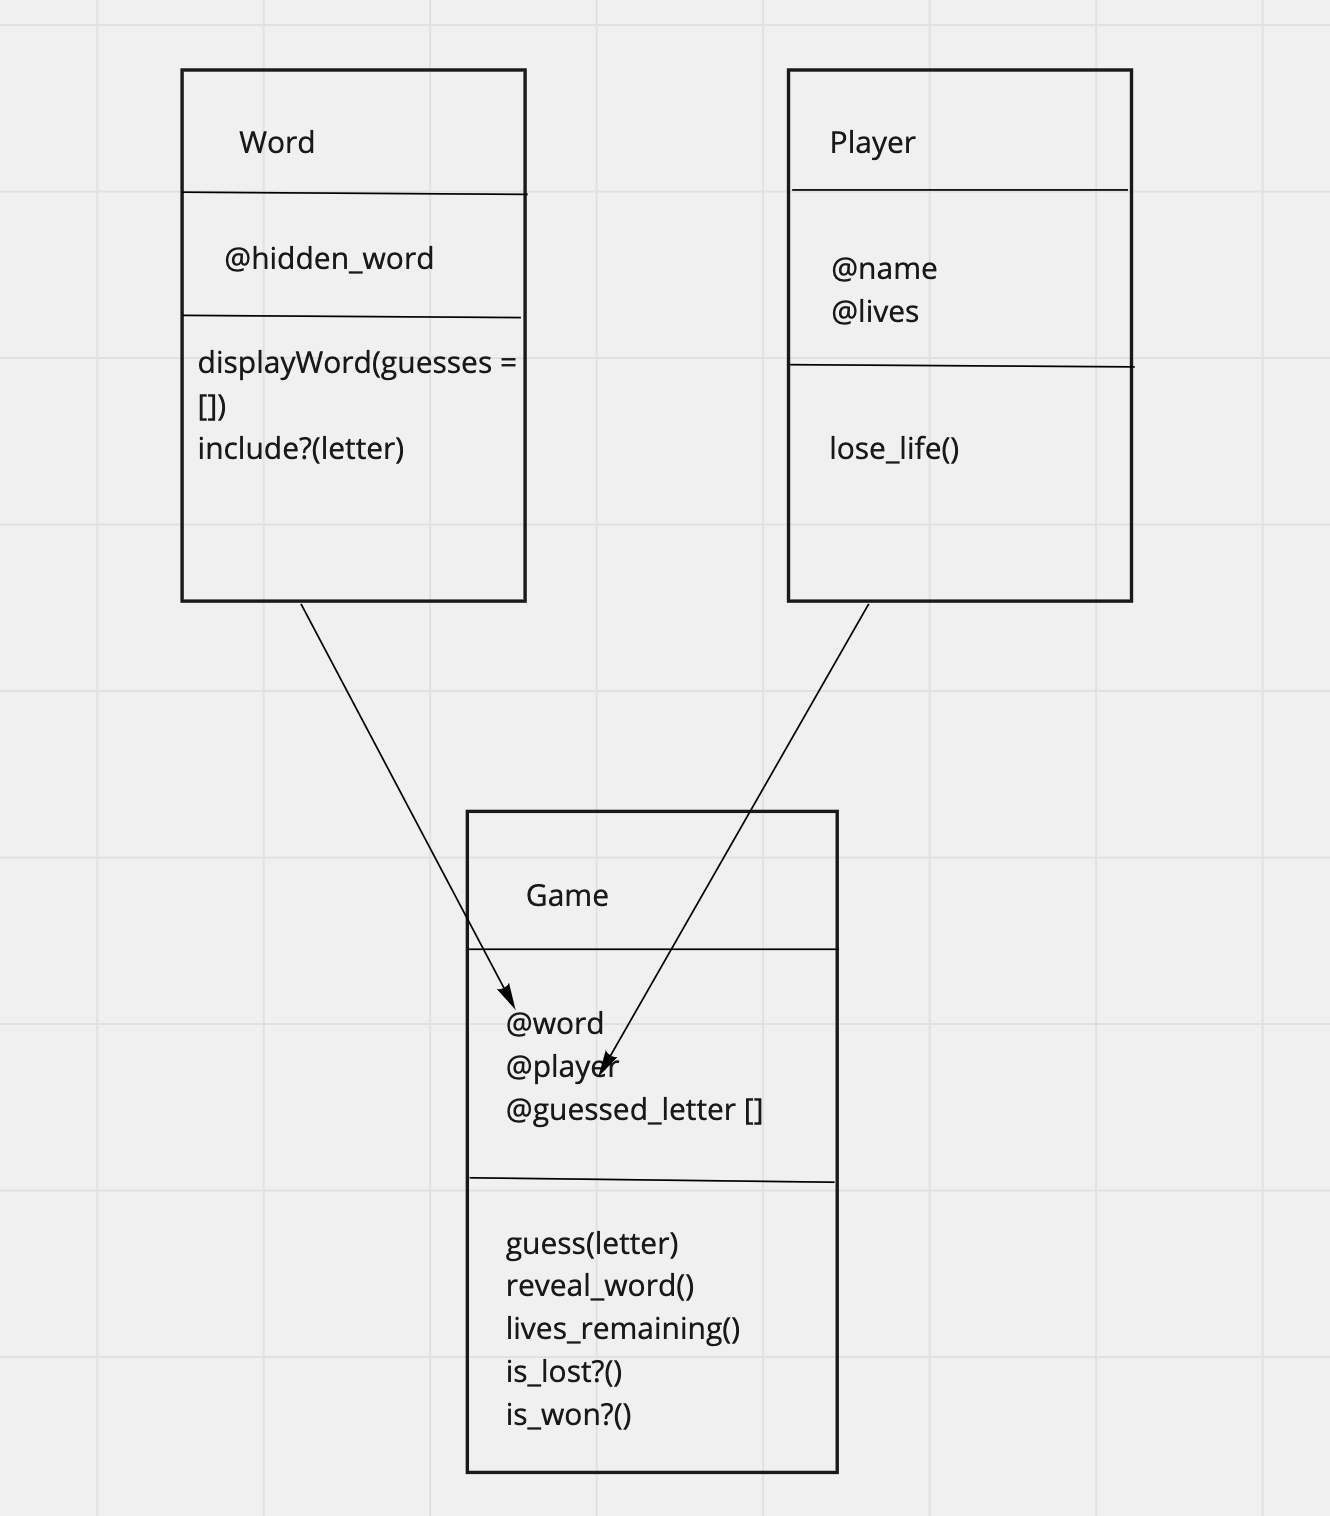 Word
@hidden_word
displayWord(guesses =
[])
include?(letter)
Player
@name
@lives
lose_life()
Game
@word
@player
@guessed_letter []
guess(letter)
reveal_word()
lives_remaining()
is_lost?()
is_won?()